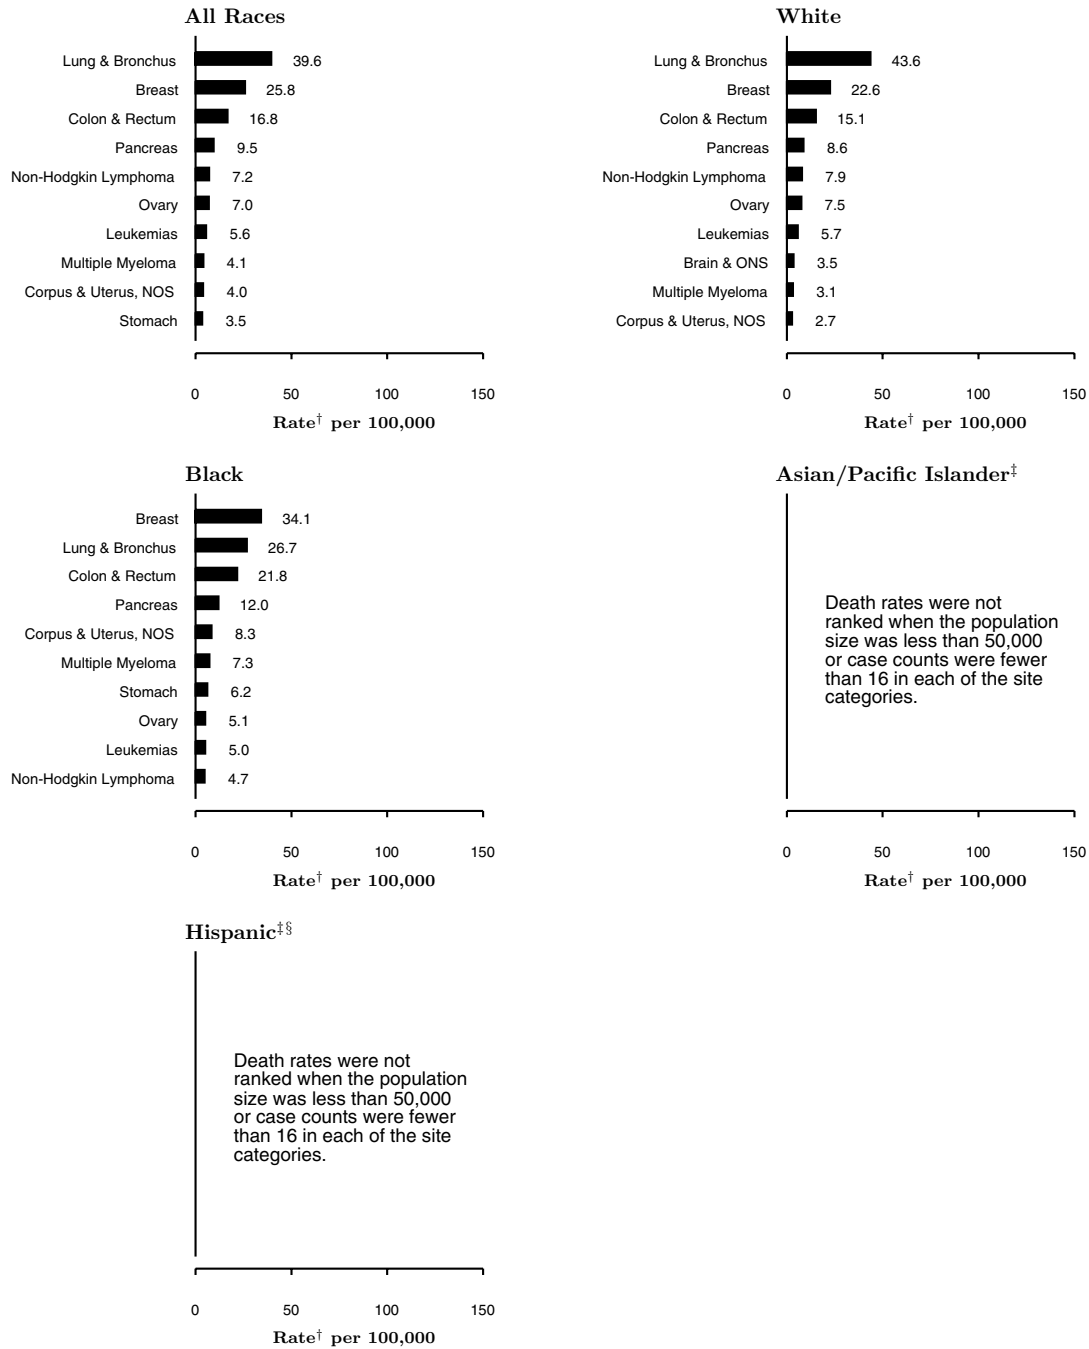 All Races
Lung & Bronchus 39.6
Breast 25.8
Colon & Rectum 16.8
Pancreas 9.5
Non-Hodgkin Lymphoma 7.2
Ovary 7.0
Leukemias 5.6
Multiple Myeloma 4.1
Corpus & Uterus, NOS 4.0
Stomach 3.5
0 50 100 150
Rate† per 100,000
White
Lung & Bronchus 43.6
Breast 22.6
Colon & Rectum 15.1
Pancreas 8.6
Non-Hodgkin Lymphoma 7.9
Ovary 7.5
Leukemias 5.7
Brain & ONS 3.5
Multiple Myeloma 3.1
Corpus & Uterus, NOS 2.7
0 50 100 150
Rate† per 100,000
Black
Breast 34.1
Lung & Bronchus 26.7
Colon & Rectum 21.8
Pancreas 12.0
Corpus & Uterus, NOS 8.3
Multiple Myeloma 7.3
Stomach 6.2
Ovary 5.1
Leukemias 5.0
Non-Hodgkin Lymphoma 4.7
0 50 100 150
Rate† per 100,000
Asian/Pacific Islander‡
Death rates were not
ranked when the population
size was less than 50,000
or case counts were fewer
than 16 in each of the site
categories.
0 50 100 150
Rate† per 100,000
Hispanic‡§
Death rates were not
ranked when the population
size was less than 50,000
or case counts were fewer
than 16 in each of the site
categories.
0 50 100 150
Rate† per 100,000